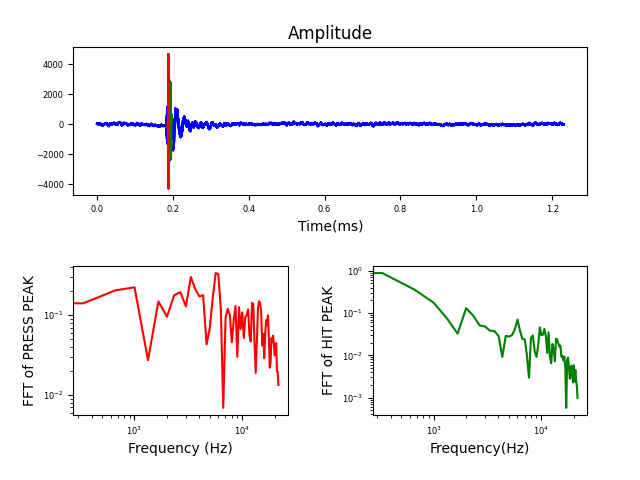 Amplitude
4000
2000
0
−2000
−4000
0.0 0.2 0.4 0.6 0.8 1.0 1.2
Time(ms)
FFT of PRESS PEAK
10⁻¹
10⁻²
10³ 10⁴
Frequency (Hz)
FFT of HIT PEAK
10⁰
10⁻¹
10⁻²
10⁻³
10³ 10⁴
Frequency(Hz)